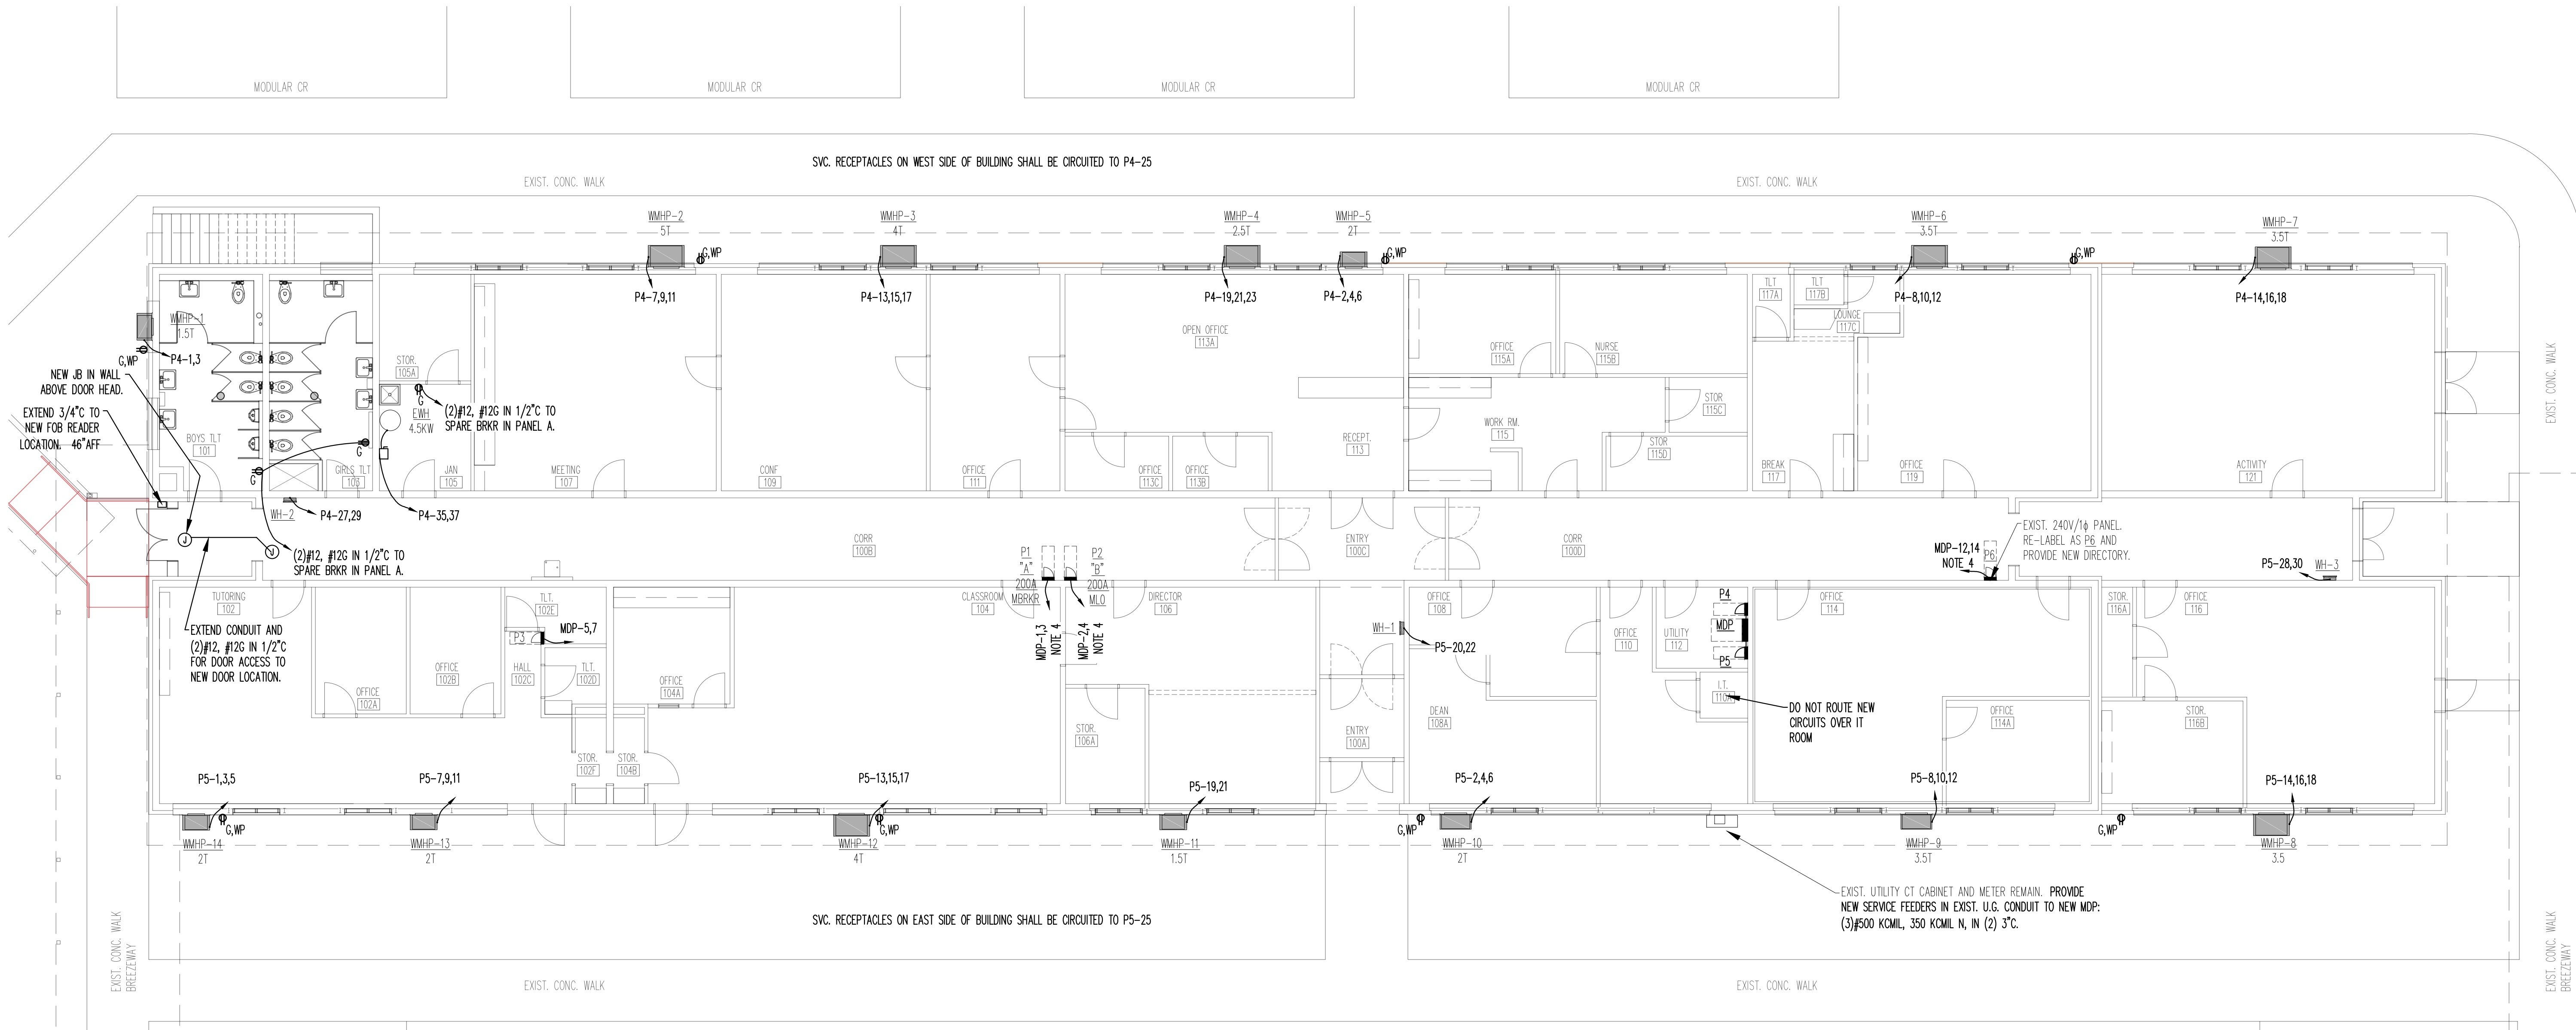 MODULAR CR
MODULAR CR
MODULAR CR
MODULAR CR
SVC. RECEPTACLES ON WEST SIDE OF BUILDING SHALL BE CIRCUITED TO P4-25
EXIST. CONC. WALK
EXIST. CONC. WALK
WMHP-2
5T
WMHP-3
4T
WMHP-4
2.5T
WMHP-5
2T
WMHP-6
3.5T
WMHP-7
3.5T
G,WP
G,WP
G,WP
P4-7,9,11
P4-13,15,17
P4-19,21,23
P4-2,4,6
P4-8,10,12
P4-14,16,18
WMHP-1
1.5T
G,WP
P4-1,3
NEW JB IN WALL
ABOVE DOOR HEAD.
EXTEND 3/4"C TO
NEW FOB READER
LOCATION. 46"AFF
BOYS TLT
101
GIRLS TLT
103
G
G
STOR.
105A
G
EWH
4.5KW
(2)#12, #12G IN 1/2"C TO
SPARE BRKR IN PANEL A.
JAN
105
MEETING
107
CONF
109
OFFICE
111
OPEN OFFICE
113A
OFFICE
113C
OFFICE
113B
RECEPT.
113
OFFICE
115A
NURSE
115B
WORK RM.
115
STOR
115C
STOR
115D
TLT
117A
TLT
117B
LOUNGE
117C
BREAK
117
OFFICE
119
ACTIVITY
121
EXIST. CONC. WALK
WH-2
P4-27,29
P4-35,37
J
J
(2)#12, #12G IN 1/2"C TO
SPARE BRKR IN PANEL A.
CORR
100B
P1
"A"
200A
MBRKR
P2
"B"
200A
MLO
ENTRY
100C
CORR
100D
MDP-12,14
NOTE 4
P6
EXIST. 240V/1ϕ PANEL.
RE-LABEL AS P6 AND
PROVIDE NEW DIRECTORY.
P5-28,30
WH-3
TUTORING
102
EXTEND CONDUIT AND
(2)#12, #12G IN 1/2"C
FOR DOOR ACCESS TO
NEW DOOR LOCATION.
OFFICE
102A
OFFICE
102B
TLT.
102E
P3
MDP-5,7
HALL
102C
TLT.
102D
OFFICE
104A
STOR.
102F
STOR.
104B
CLASSROOM
104
MDP-1,3
NOTE 4
MDP-2,4
NOTE 4
DIRECTOR
106
STOR.
106A
WH-1
P5-20,22
ENTRY
100A
OFFICE
108
DEAN
108A
OFFICE
110
UTILITY
112
P4
MDP
P5
I.T.
110A
DO NOT ROUTE NEW
CIRCUITS OVER IT
ROOM
OFFICE
114
OFFICE
114A
STOR.
116A
OFFICE
116
STOR.
116B
P5-1,3,5
P5-7,9,11
P5-13,15,17
P5-19,21
P5-2,4,6
P5-8,10,12
P5-14,16,18
G,WP
G,WP
G,WP
G,WP
WMHP-14
2T
WMHP-13
2T
WMHP-12
4T
WMHP-11
1.5T
WMHP-10
2T
WMHP-9
3.5T
WMHP-8
3.5
EXIST. UTILITY CT CABINET AND METER REMAIN. PROVIDE
NEW SERVICE FEEDERS IN EXIST. U.G. CONDUIT TO NEW MDP:
(3)#500 KCMIL, 350 KCMIL N, IN (2) 3"C.
SVC. RECEPTACLES ON EAST SIDE OF BUILDING SHALL BE CIRCUITED TO P5-25
EXIST. CONC. WALK
BREEZEWAY
EXIST. CONC. WALK
EXIST. CONC. WALK
EXIST. CONC. WALK
BREEZEWAY